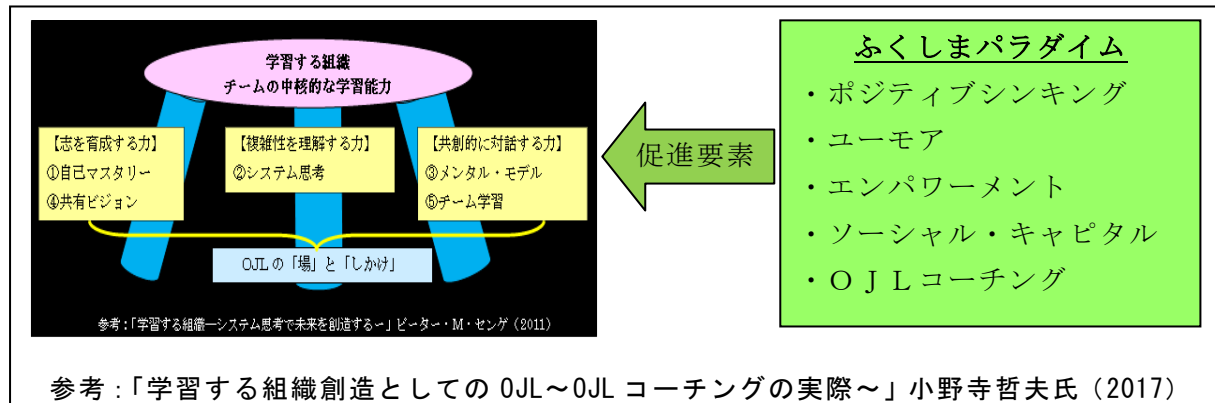 学習する組織
チームの中核的な学習能力
【志を育成する力】
①自己マスタリー
④共有ビジョン
【複雑性を理解する力】
②システム思考
【共創的に対話する力】
③メンタル・モデル
⑤チーム学習
OJLの「場」と「しかけ」
参考:「学習する組織―システム思考で未来を創造する―」ピーター・M・センゲ（2011）
促進要素
ふくしまパラダイム
・ポジティブシンキング
・ユーモア
・エンパワーメント
・ソーシャル・キャピタル
・ＯＪＬコーチング
参考：「学習する組織創造としての OJL～OJL コーチングの実際～」小野寺哲夫氏（2017）